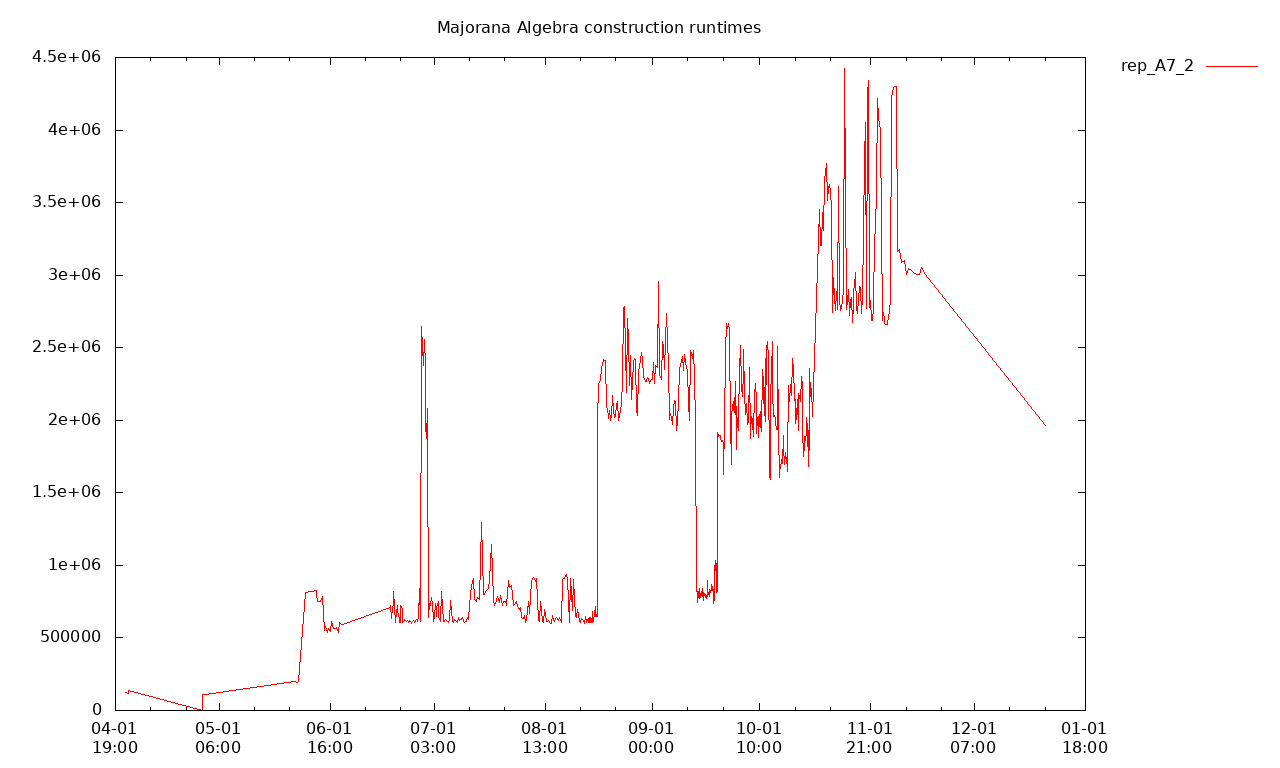 Majorana Algebra construction runtimes
rep_A7_2
4.5e+06
4e+06
3.5e+06
3e+06
2.5e+06
2e+06
1.5e+06
1e+06
500000
0
04-01 05-01 06-01 07-01 08-01 09-01 10-01 11-01 12-01 01-01
19:00 06:00 16:00 03:00 13:00 00:00 10:00 21:00 07:00 18:00